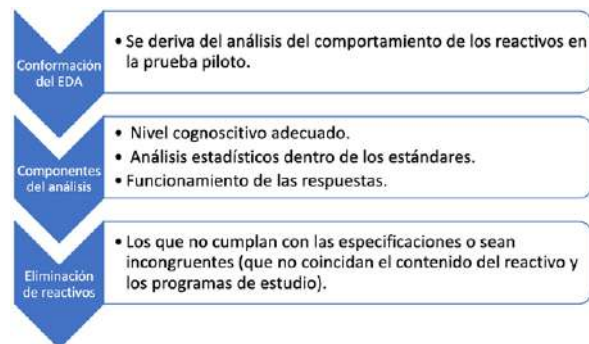 Conformación
del EDA
• Se deriva del análisis del comportamiento de los reactivos en
la prueba piloto.
Componentes
del análisis
• Nivel cognoscitivo adecuado.
• Análisis estadísticos dentro de los estándares.
• Funcionamiento de las respuestas.
Eliminación
de reactivos
• Los que no cumplan con las especificaciones o sean
incongruentes (que no coincidan el contenido del reactivo y
los programas de estudio).